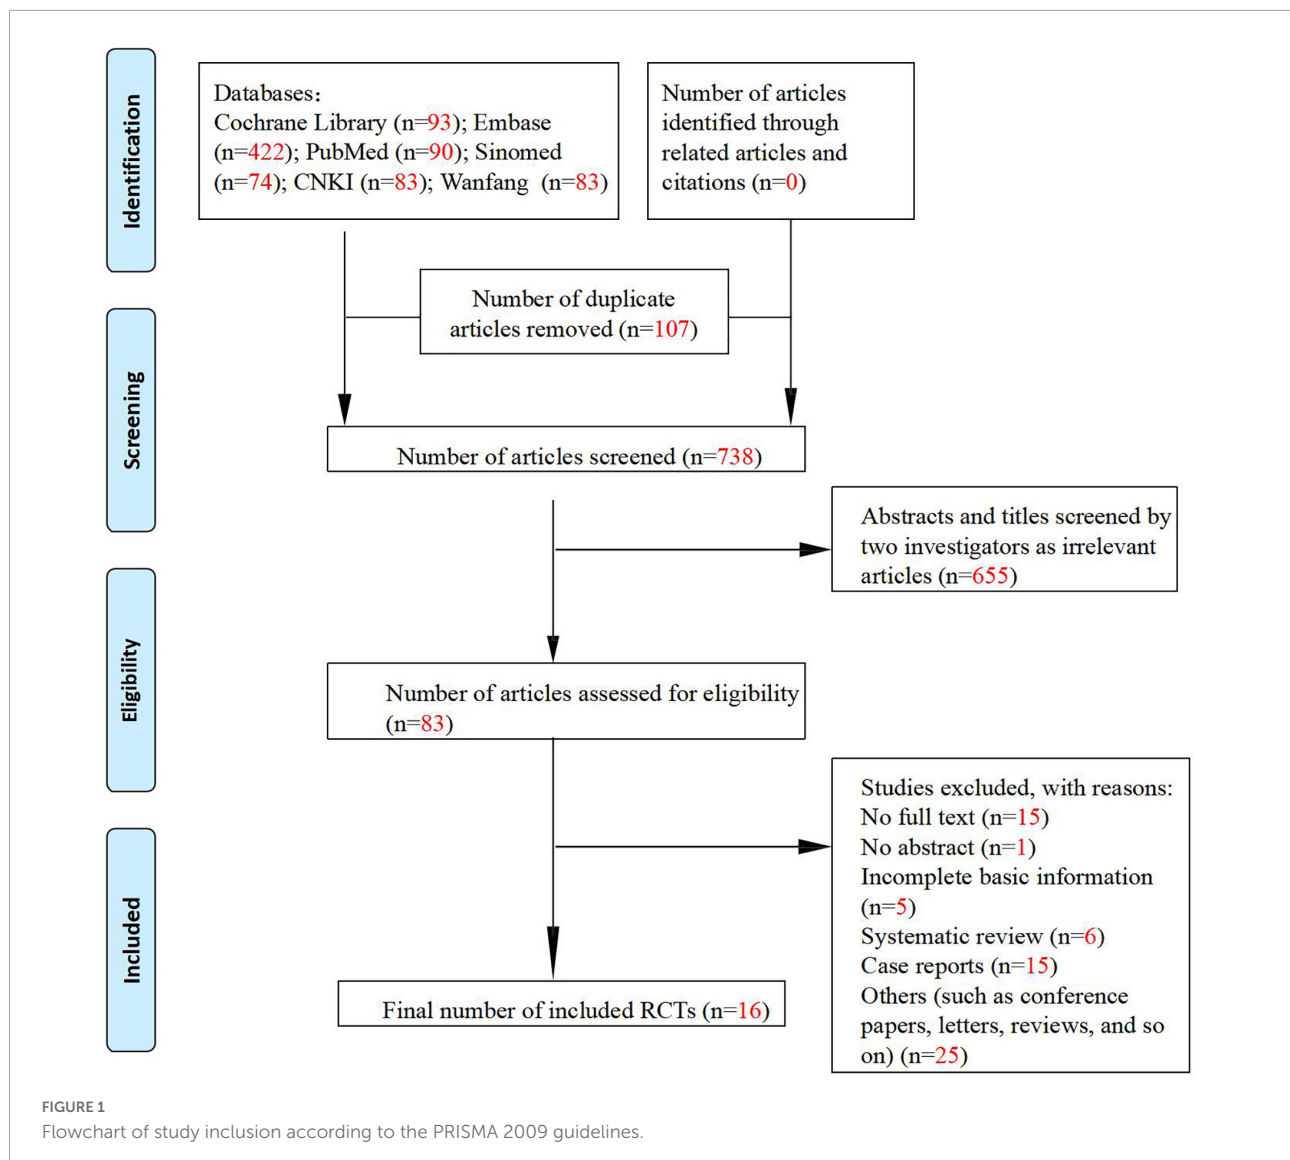 Identification
Databases：
Cochrane Library (n=93); Embase
(n=422); PubMed (n=90); Sinomed
(n=74); CNKI (n=83); Wanfang (n=83)
Number of articles
identified through
related articles and
citations (n=0)
Number of duplicate
articles removed (n=107)
Screening
Number of articles screened (n=738)
Abstracts and titles screened by
two investigators as irrelevant
articles (n=655)
Eligibility
Number of articles assessed for eligibility
(n=83)
Studies excluded, with reasons:
No full text (n=15)
No abstract (n=1)
Incomplete basic information
(n=5)
Systematic review (n=6)
Case reports (n=15)
Others (such as conference
papers, letters, reviews, and so
on) (n=25)
Included
Final number of included RCTs (n=16)
FIGURE 1
Flowchart of study inclusion according to the PRISMA 2009 guidelines.